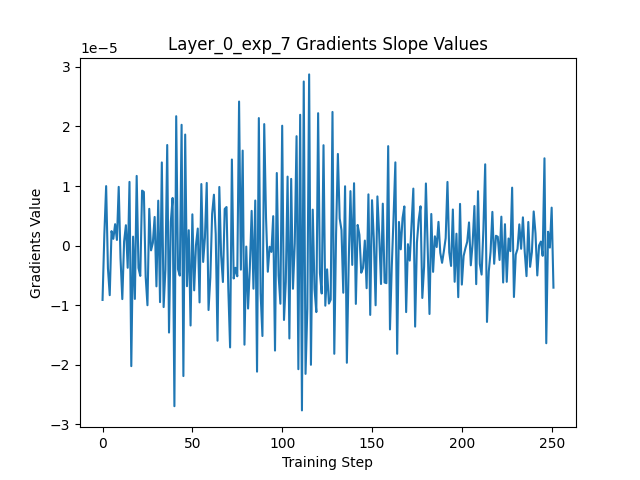 Layer_0_exp_7 Gradients Slope Values
1e−5
3
2
1
0
−1
−2
−3
Gradients Value
0 50 100 150 200 250
Training Step